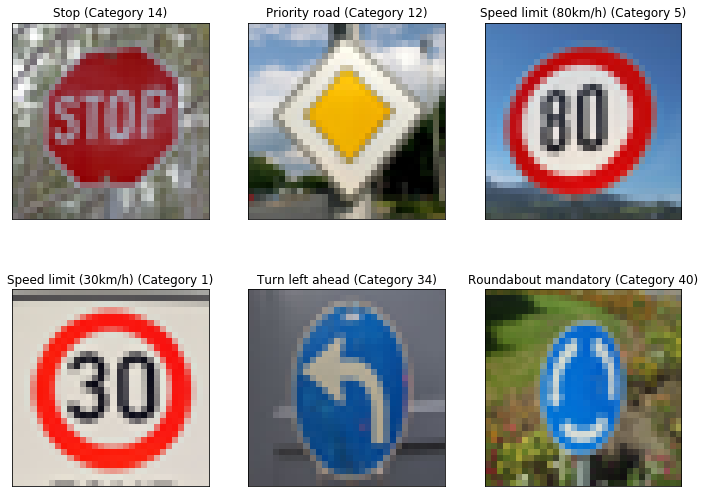 Stop (Category 14)
Priority road (Category 12)
Speed limit (80km/h) (Category 5)
STOP
80
Speed limit (30km/h) (Category 1)
Turn left ahead (Category 34)
Roundabout mandatory (Category 40)
30